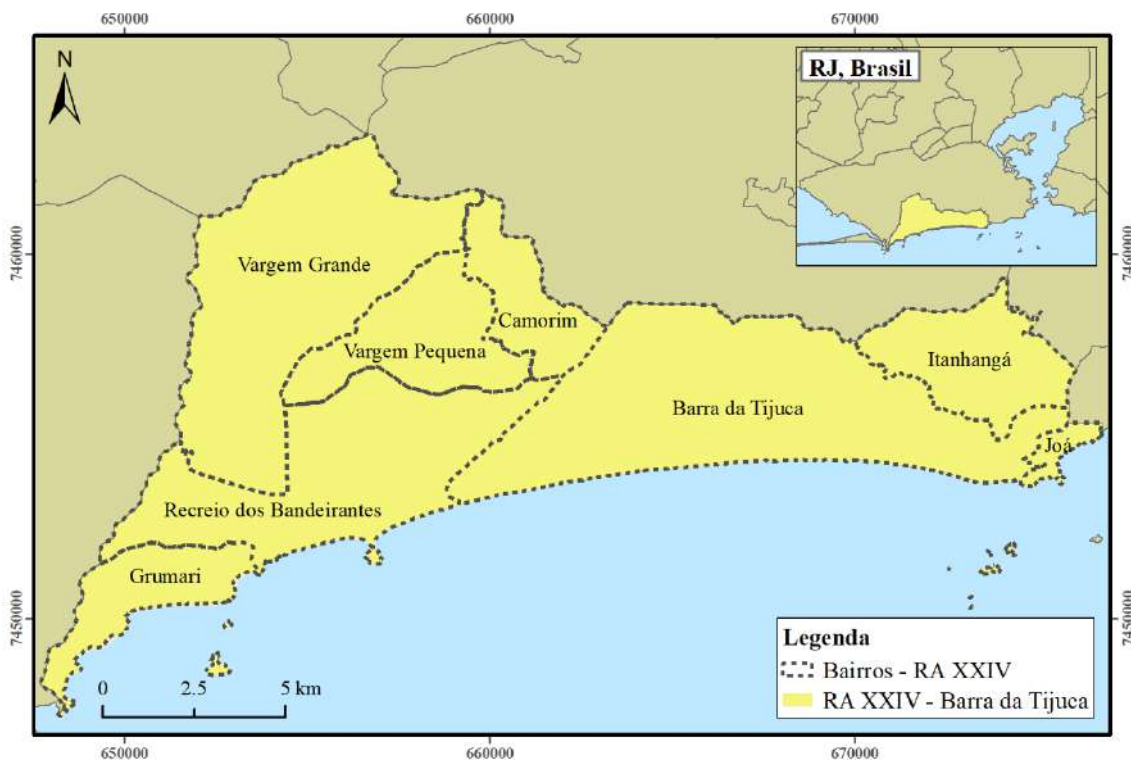 650000 660000 670000
N
RJ, Brasil
7460000
7460000
Vargem Grande
Camorim
Vargem Pequena
Itanhangá
Barra da Tijuca
Joá
Recreio dos Bandeirantes
Grumari
7450000
7450000
Legenda
Bairros - RA XXIV
RA XXIV - Barra da Tijuca
0 2.5 5 km
650000 660000 670000